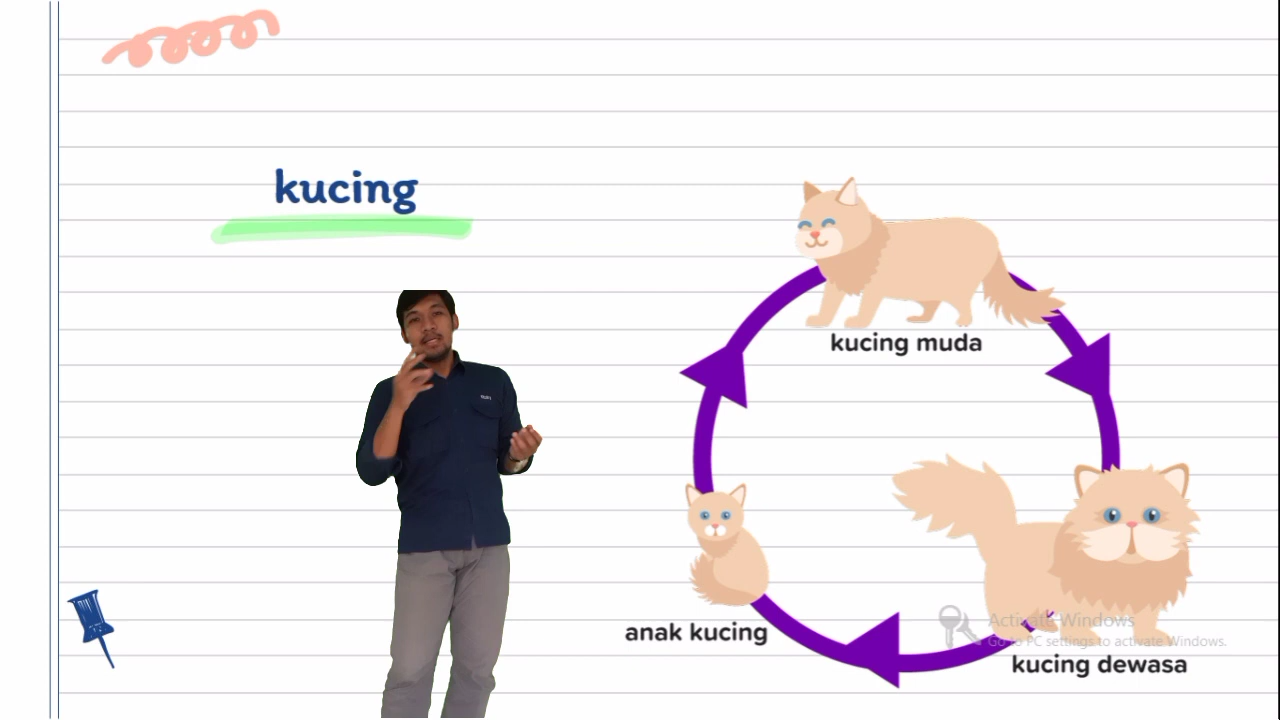 kucing
kucing muda
anak kucing
Activate Windows
Go to PC settings to activate Windows.
kucing dewasa